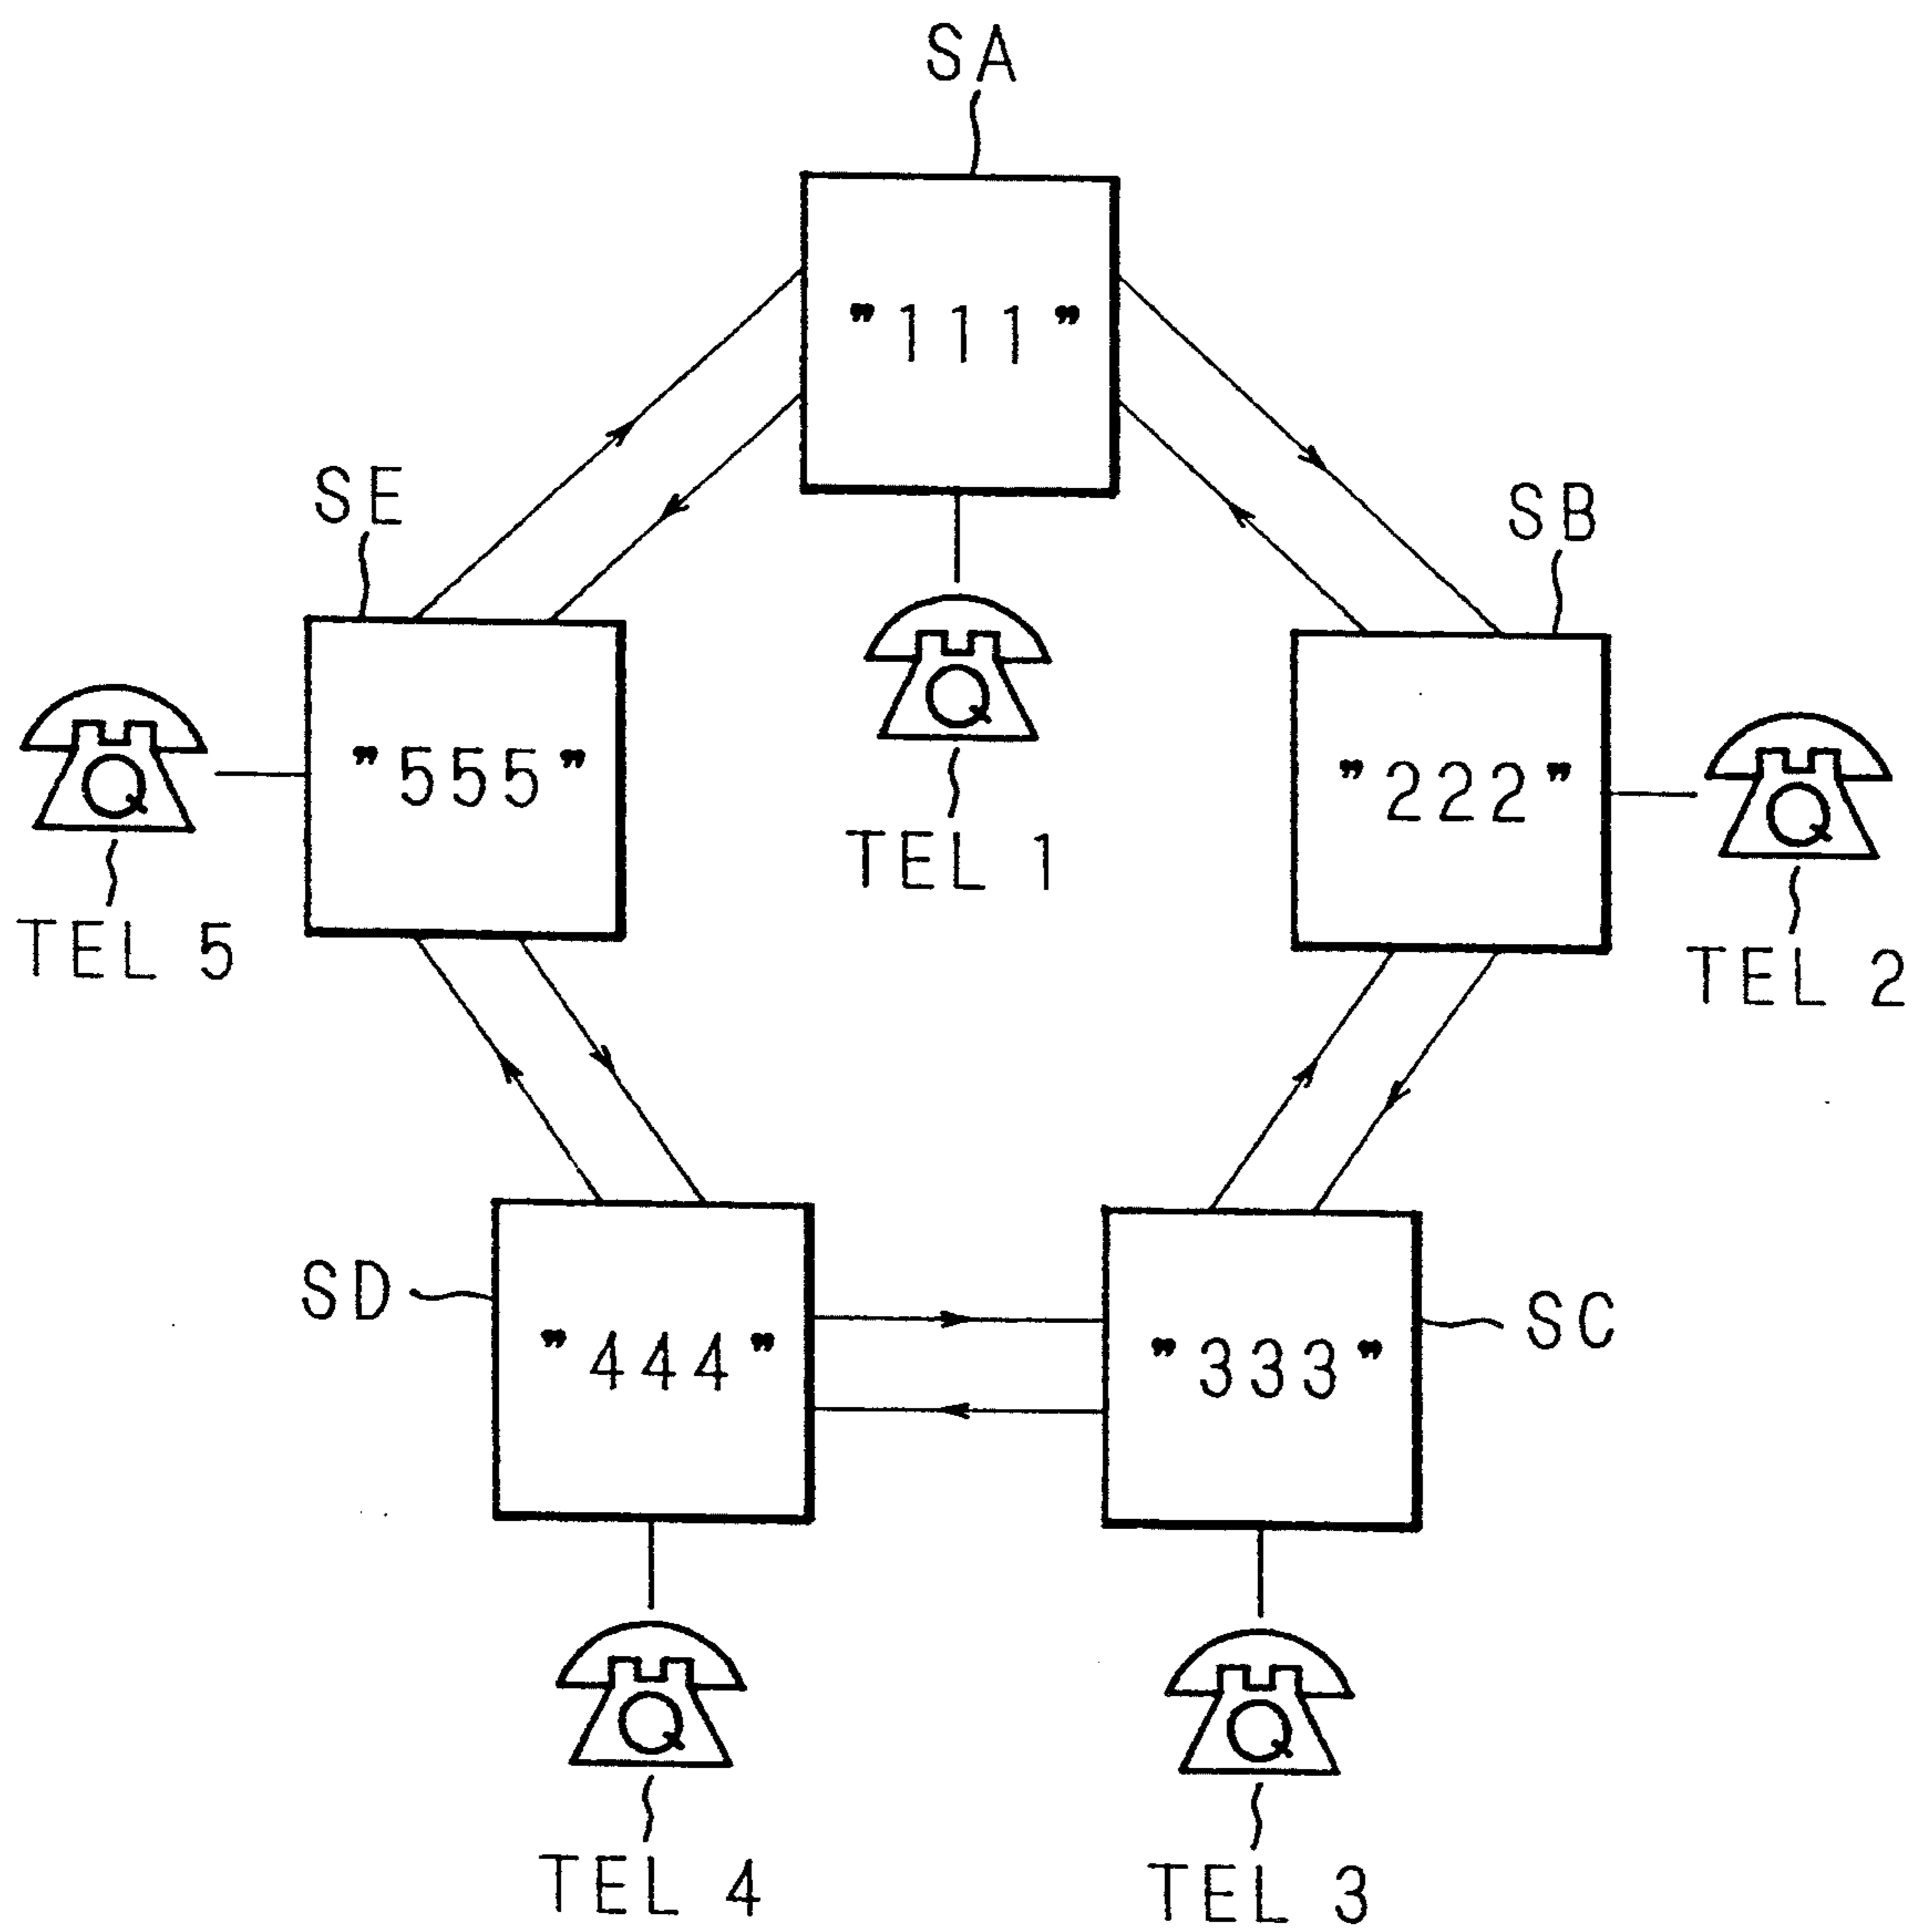 SA
"111"
SE
SB
"555"
"222"
TEL 1
TEL 5
TEL 2
SD
SC
"444"
"333"
TEL 4
TEL 3